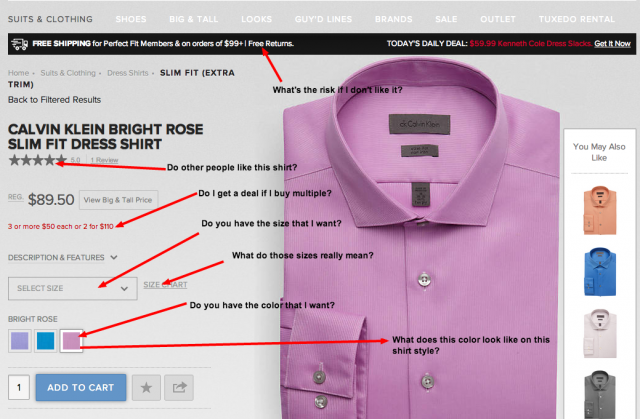 SUITS & CLOTHING SHOES BIG & TALL LOOKS GUY'D LINES BRANDS SALE OUTLET TUXEDO RENTAL
FREE SHIPPING for Perfect Fit Members & on orders of $99+ | Free Returns. TODAY'S DAILY DEAL: $59.99 Kenneth Cole Dress Slacks. Get It Now
Home • Suits & Clothing • Dress Shirts • SLIM FIT (EXTRA
TRIM)
What's the risk if I don't like it?
Back to Filtered Results
CALVIN KLEIN BRIGHT ROSE
SLIM FIT DRESS SHIRT
5.0 | 1 Review
Do other people like this shirt?
REG. $89.50 View Big & Tall Price
Do I get a deal if I buy multiple?
3 or more $50 each or 2 for $110
Do you have the size that I want?
DESCRIPTION & FEATURES
What do those sizes really mean?
SELECT SIZE
SIZE CHART
Do you have the color that I want?
BRIGHT ROSE
What does this color look like on this
shirt style?
1 ADD TO CART
ck Calvin Klein
You May Also
Like